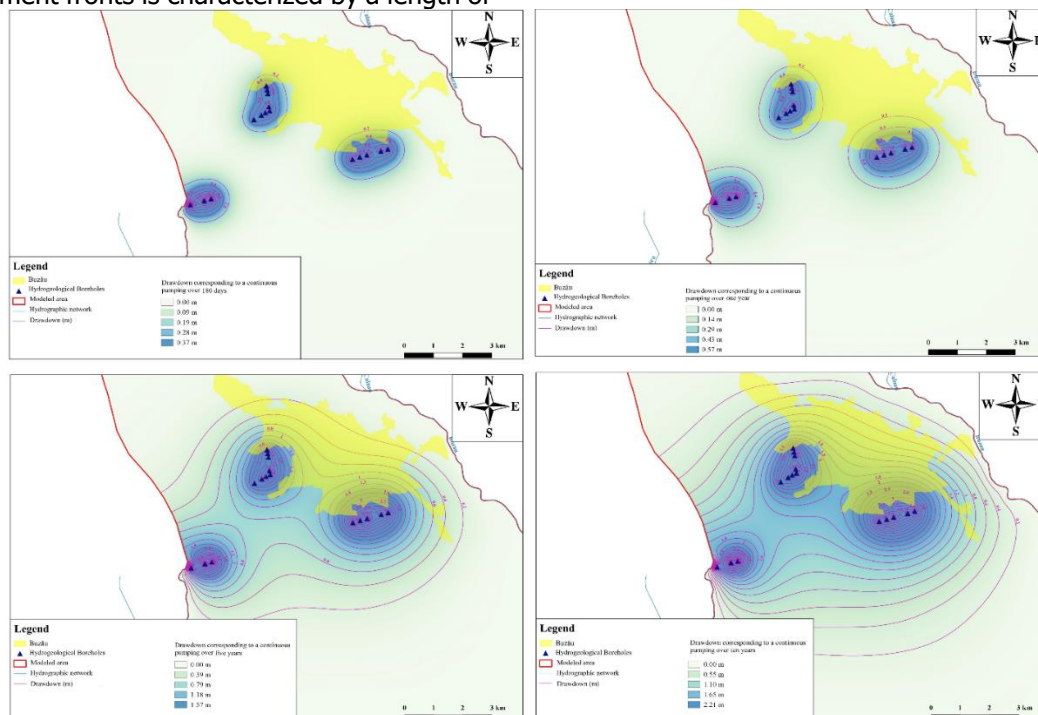 ment fronts is characterized by a length of
N
W E
S
Legend
Buzău
Hydrogeological Boreholes
Modeled area
Hydrographic network
Drawdown (m)
Drawdown corresponding to a continuous
pumping over 180 days
0.00 m
0.09 m
0.19 m
0.28 m
0.37 m
0 1 2 3 km
N
W E
S
Legend
Buzău
Hydrogeological Boreholes
Modeled area
Hydrographic network
Drawdown (m)
Drawdown corresponding to a continuous
pumping over one year
0.00 m
0.14 m
0.29 m
0.43 m
0.57 m
0 1 2 3 km
N
W E
S
Legend
Buzău
Hydrogeological Boreholes
Modeled area
Hydrographic network
Drawdown (m)
Drawdown corresponding to a continuous
pumping over five years
0.00 m
0.39 m
0.79 m
1.18 m
1.57 m
0 1 2 3 km
N
W E
S
Legend
Buzău
Hydrogeological Boreholes
Modeled area
Hydrographic network
Drawdown (m)
Drawdown corresponding to a continuous
pumping over ten years
0.00 m
0.55 m
1.10 m
1.65 m
2.21 m
0 1 2 3 km